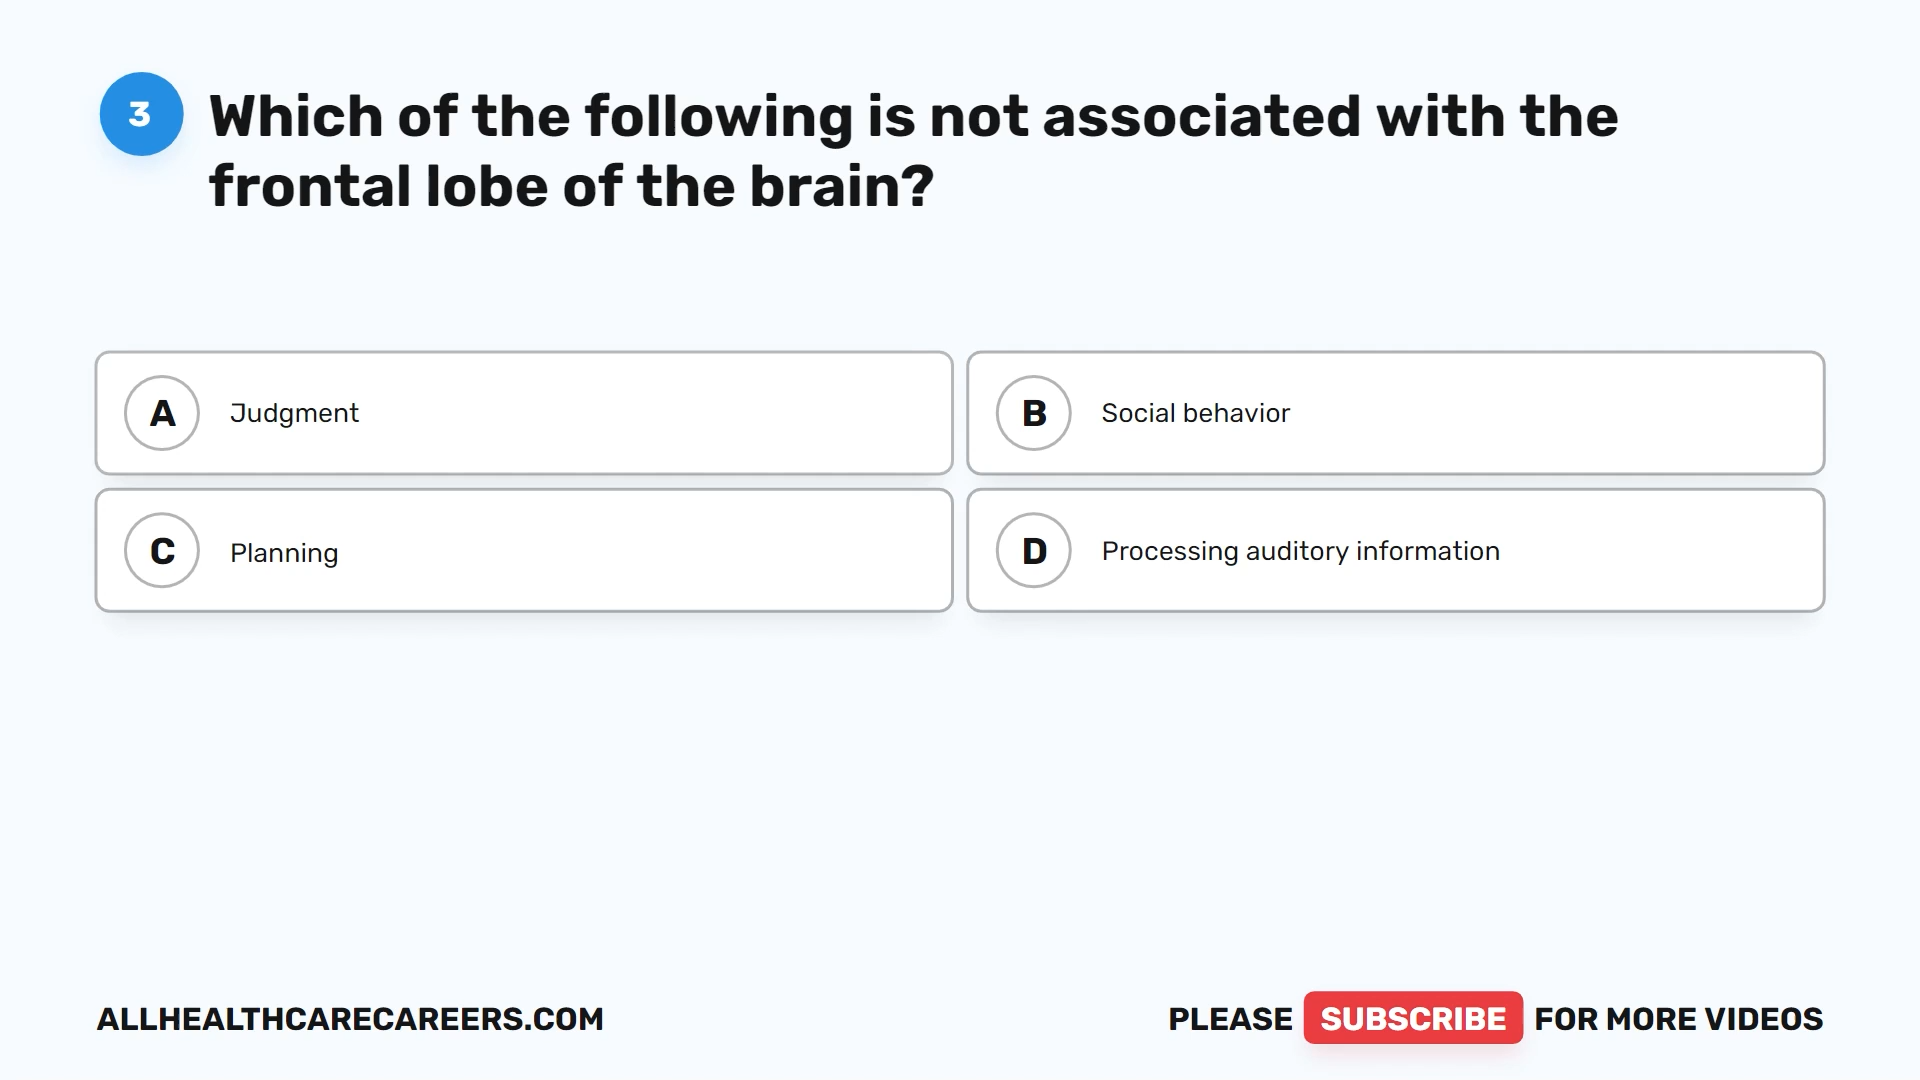 3
Which of the following is not associated with the
frontal lobe of the brain?
A
Judgment
B
Social behavior
C
Planning
D
Processing auditory information
ALLHEALTHCARECAREERS.COM
PLEASE SUBSCRIBE FOR MORE VIDEOS